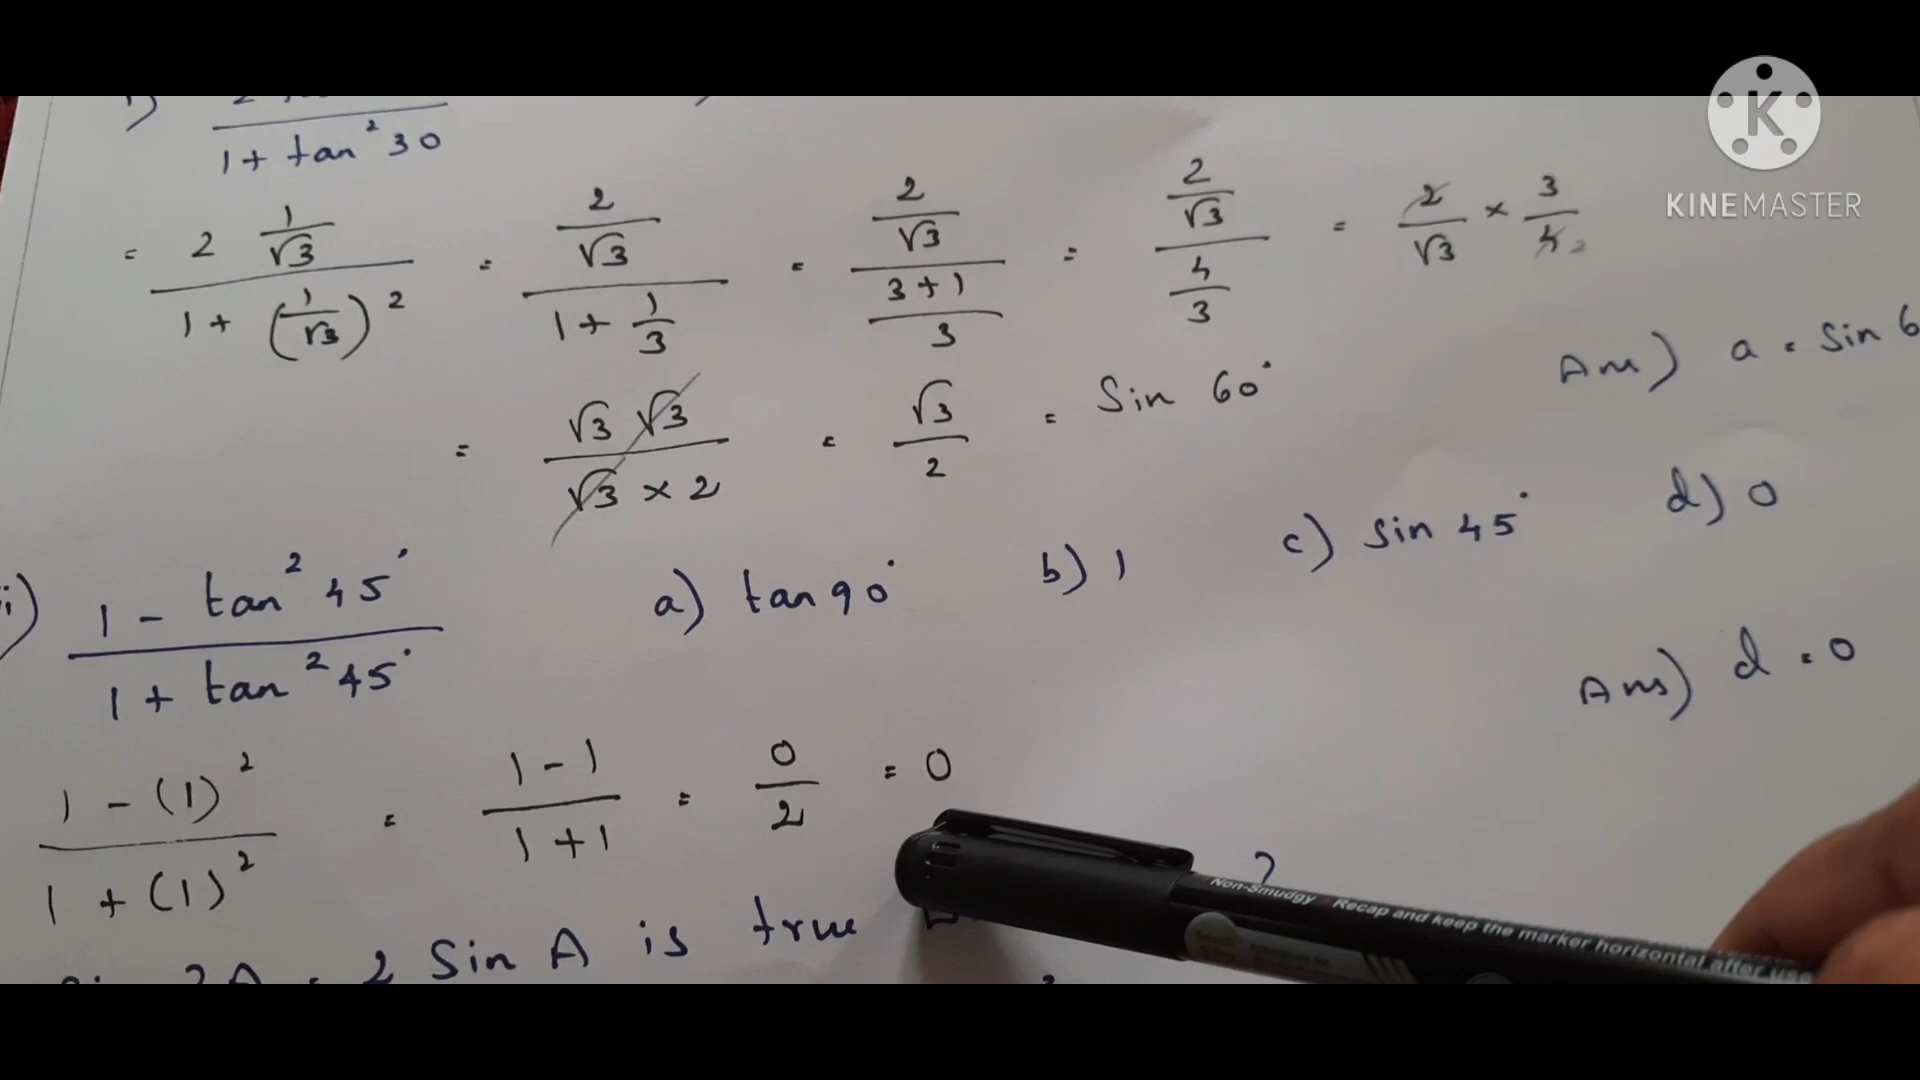 K
KINEMASTER
1 + tan² 30
= 2 1/√3 / 1 + (1/√3)² = 2/√3 / 1 + 1/3 = 2/√3 / 3+1/3 = 2/√3 / 4/3 = 2/√3 × 3/4 2
Ans) a = Sin 6
= √3 √3 / √3 × 2 = √3/2 = Sin 60°
ii) 1 - tan² 45° / 1 + tan² 45° a) tan 90° b) 1 c) Sin 45° d) 0
Ans) d = 0
1 - (1)² / 1 + (1)² = 1 - 1 / 1 + 1 = 0/2 = 0
2A = 2 Sin A is true
?
Non-Smudgy Recap and keep the marker horizontal after use